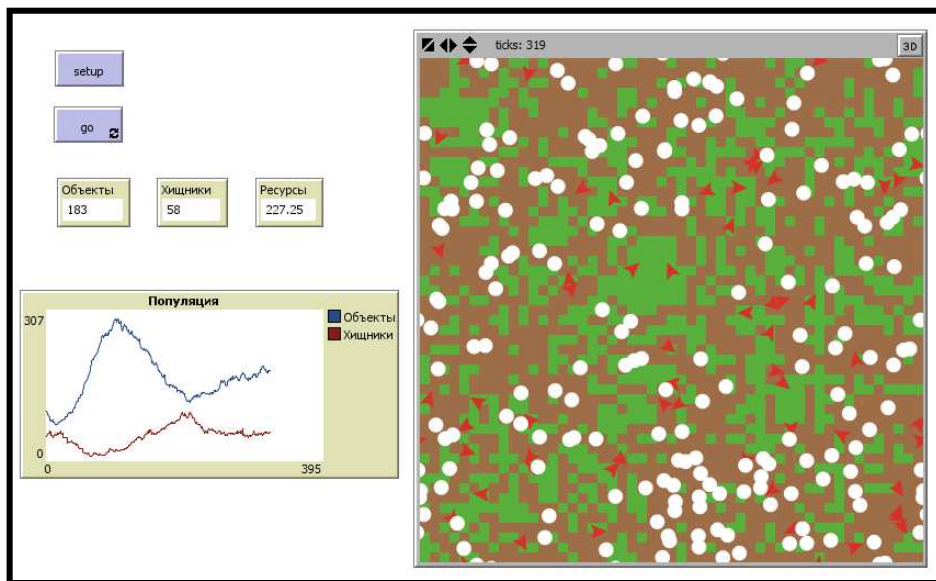 setup
go
Объекты
183
Хищники
58
Ресурсы
227.25
Популяция
307
0
0
395
Объекты
Хищники
ticks: 319
3D